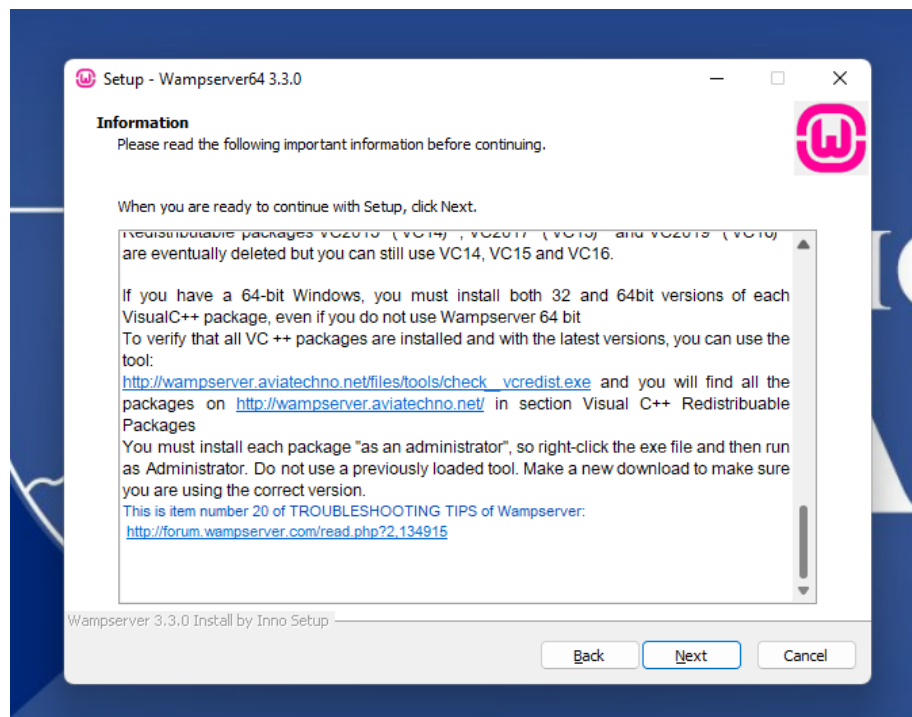 Setup - Wampserver64 3.3.0
Information
Please read the following important information before continuing.
When you are ready to continue with Setup, click Next.
Redistributable packages VC2015 (VC14) , VC2017 (VC15) and VC2019 (VC16)
are eventually deleted but you can still use VC14, VC15 and VC16.
If you have a 64-bit Windows, you must install both 32 and 64bit versions of each
VisualC++ package, even if you do not use Wampserver 64 bit
To verify that all VC ++ packages are installed and with the latest versions, you can use the
tool:
http://wampserver.aviatechno.net/files/tools/check_vcredist.exe and you will find all the
packages on http://wampserver.aviatechno.net/ in section Visual C++ Redistribuable
Packages
You must install each package "as an administrator", so right-click the exe file and then run
as Administrator. Do not use a previously loaded tool. Make a new download to make sure
you are using the correct version.
This is item number 20 of TROUBLESHOOTING TIPS of Wampserver:
http://forum.wampserver.com/read.php?2,134915
Wampserver 3.3.0 Install by Inno Setup
Back Next Cancel